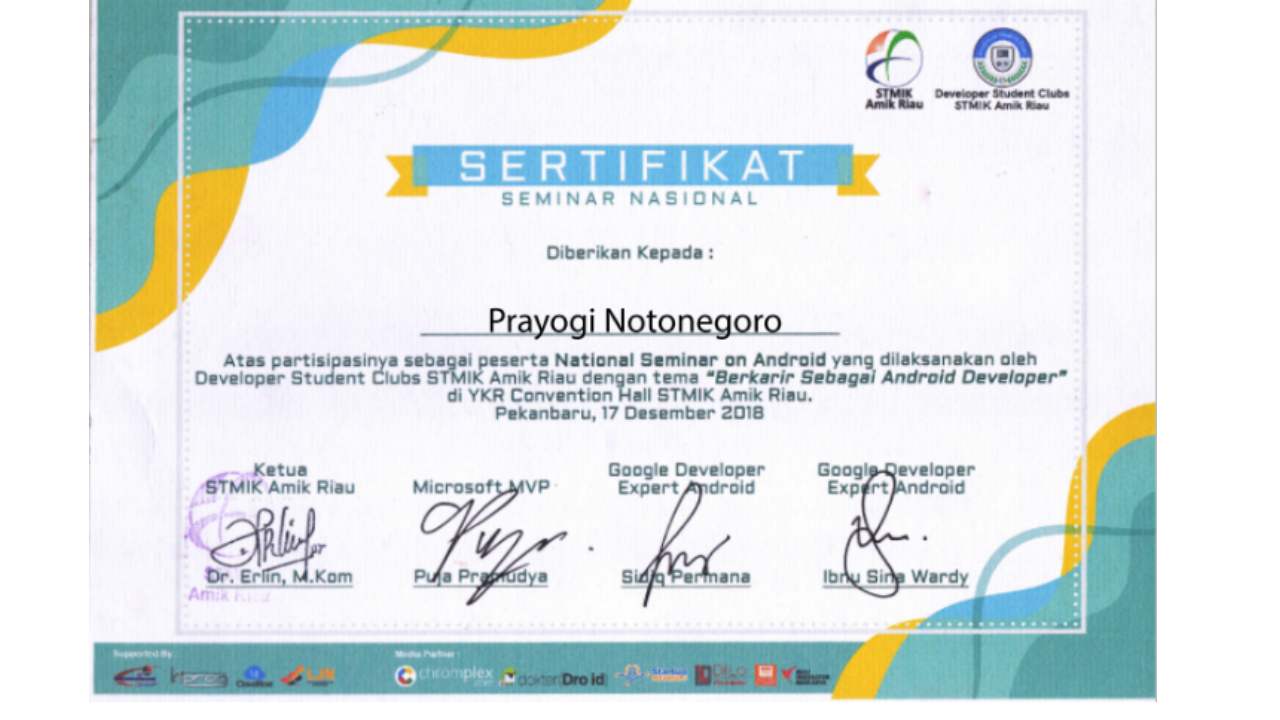 STMIK
Amik Riau
Developer Student Clubs
STMIK Amik Riau
SERTIFIKAT
SEMINAR NASIONAL
Diberikan Kepada :
Prayogi Notonegoro
Atas partisipasinya sebagai peserta National Seminar on Android yang dilaksanakan oleh
Developer Student Clubs STMIK Amik Riau dengan tema "Berkarir Sebagai Android Developer"
di YKR Convention Hall STMIK Amik Riau.
Pekanbaru, 17 Desember 2018
Ketua
STMIK Amik Riau
Microsoft MVP
Google Developer
Expert Android
Google Developer
Expert Android
Dr. Erlin, M.Kom
Puja Pramudya
Sidiq Permana
Ibnu Sina Wardy
Amik Riau
Supported By
Media Partner :
chromplex
dokterDroid
DiLo